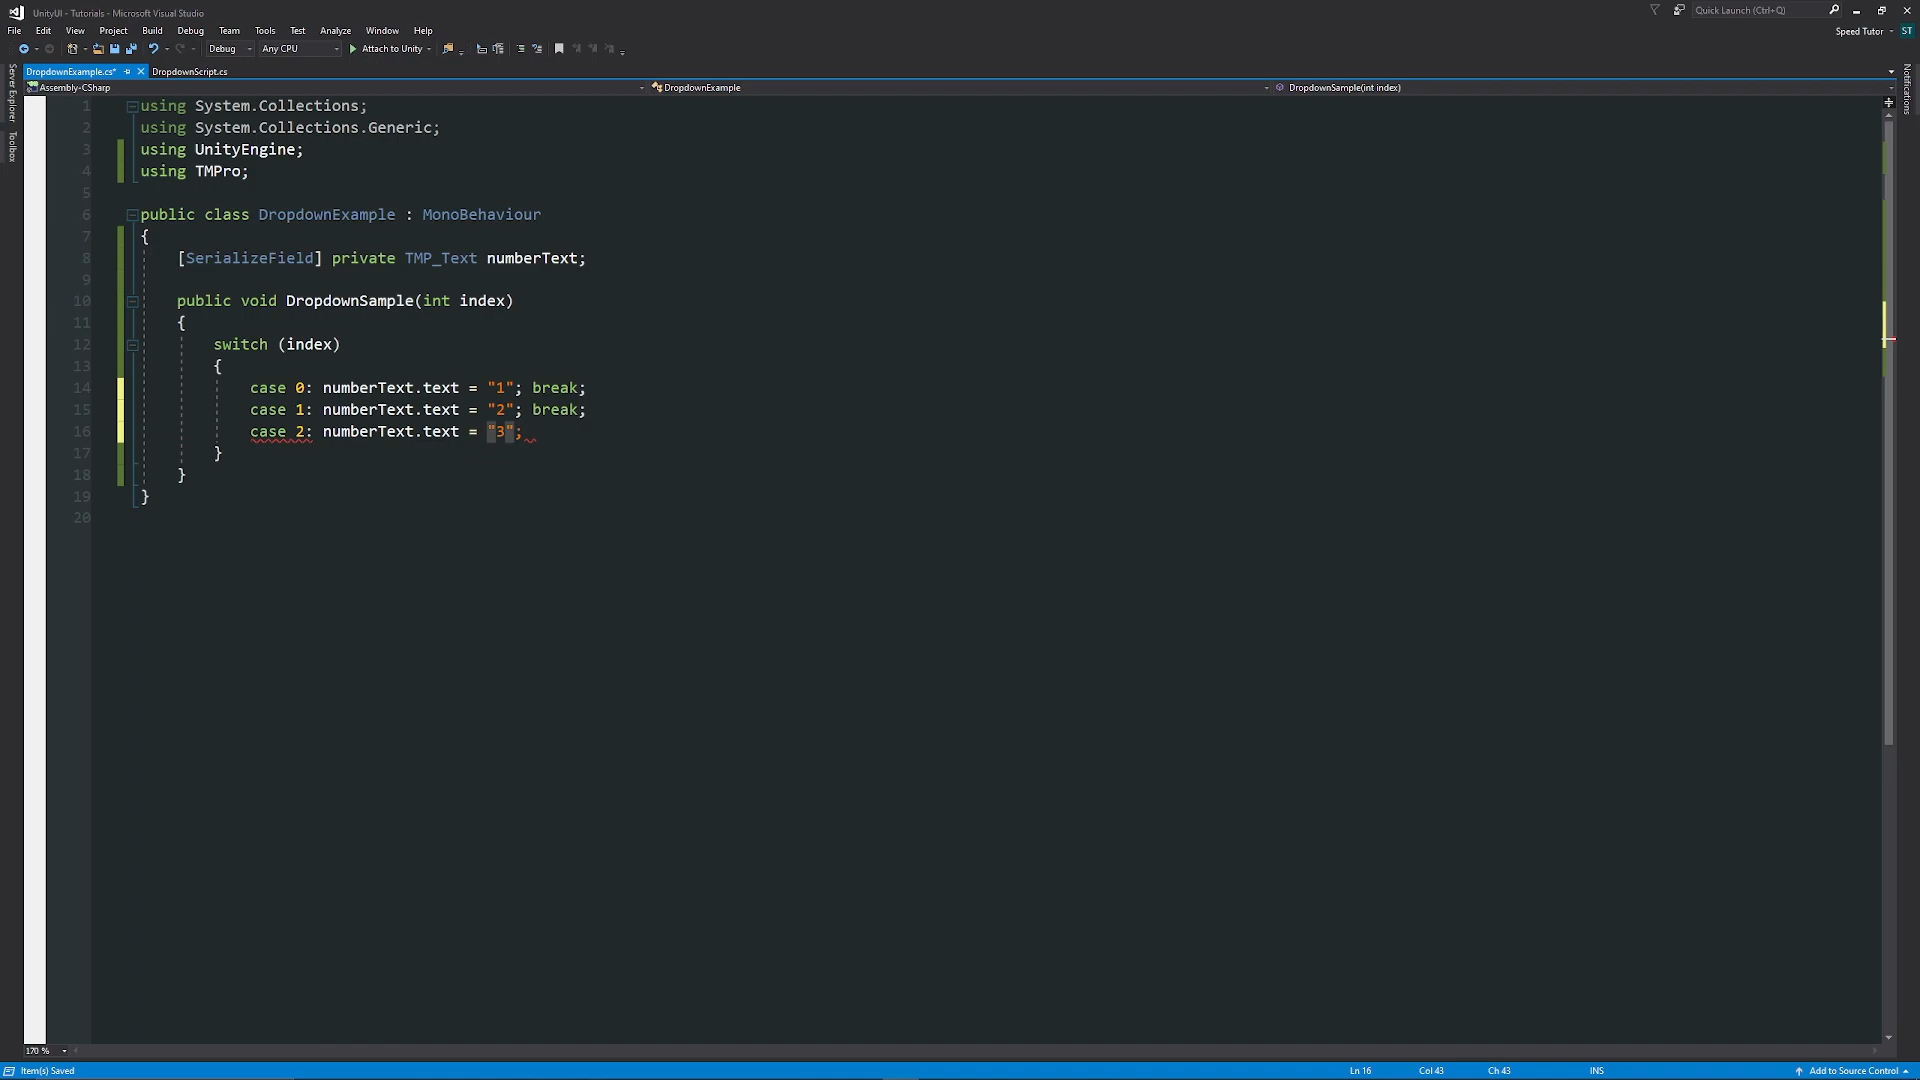 UnityUI - Tutorials - Microsoft Visual Studio
Quick Launch (Ctrl+Q)
File Edit View Project Build Debug Team Tools Test Analyze Window Help
Speed Tutor ST
Debug Any CPU Attach to Unity
DropdownExample.cs* DropdownScript.cs
Assembly-CSharp DropdownExample DropdownSample(int index)
Server Explorer
Toolbox
Notifications
1 using System.Collections;
2 using System.Collections.Generic;
3 using UnityEngine;
4 using TMPro;
5
6 public class DropdownExample : MonoBehaviour
7 {
8 [SerializeField] private TMP_Text numberText;
9
10 public void DropdownSample(int index)
11 {
12 switch (index)
13 {
14 case 0: numberText.text = "1"; break;
15 case 1: numberText.text = "2"; break;
16 case 2: numberText.text = "3";
17 }
18 }
19 }
20
170 %
Item(s) Saved Ln 16 Col 43 Ch 43 INS Add to Source Control